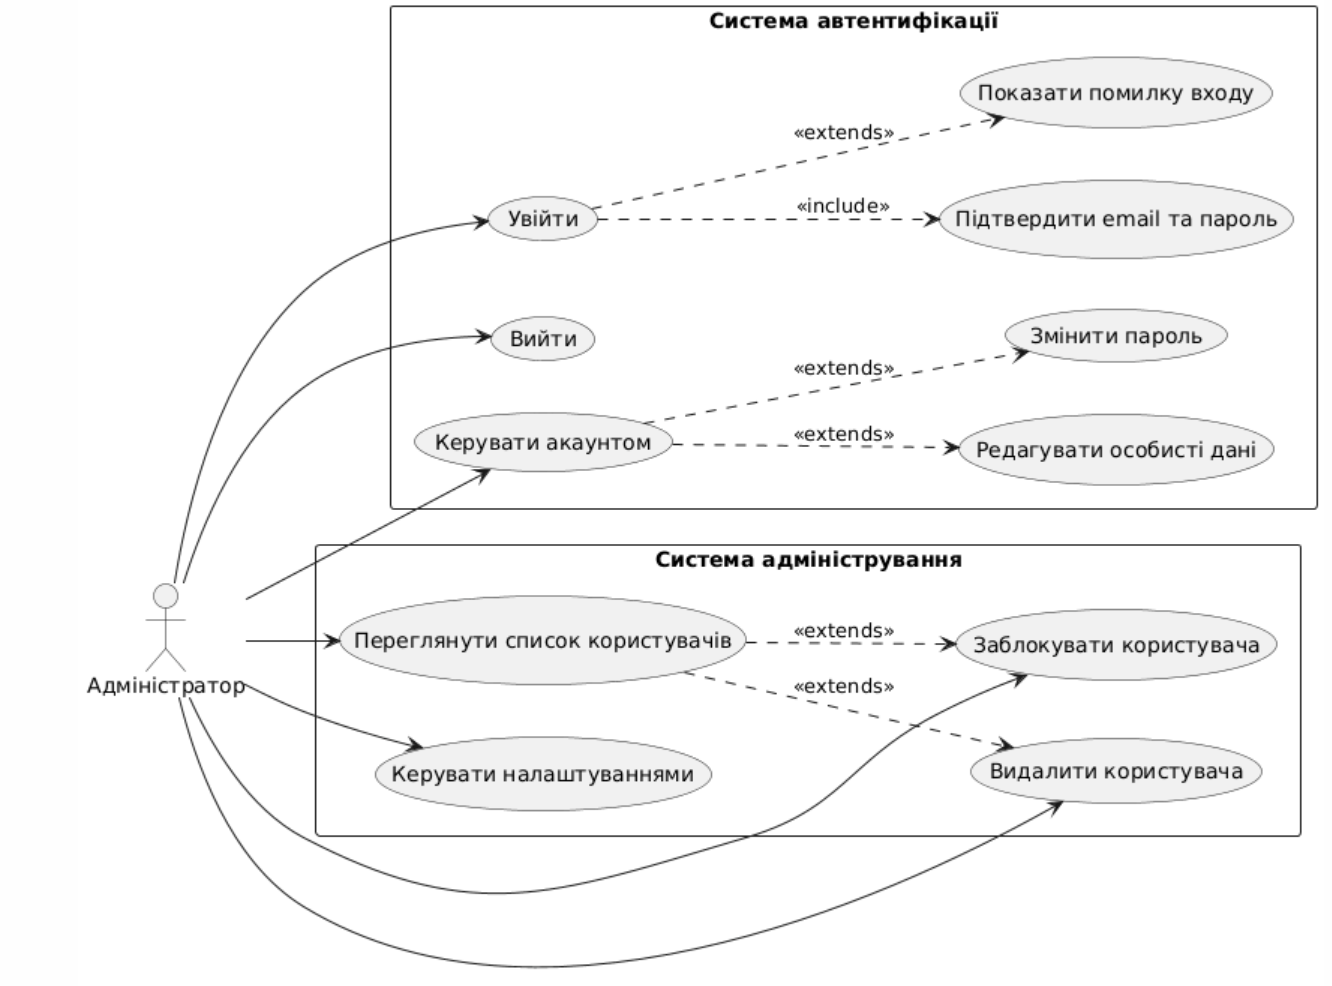 Система автентифікації
Показати помилку входу
«extends»
Увійти
«include»
Підтвердити email та пароль
Вийти
Змінити пароль
«extends»
Керувати акаунтом
«extends»
Редагувати особисті дані
Система адміністрування
Переглянути список користувачів
«extends»
Заблокувати користувача
Адміністратор
«extends»
Керувати налаштуваннями
Видалити користувача